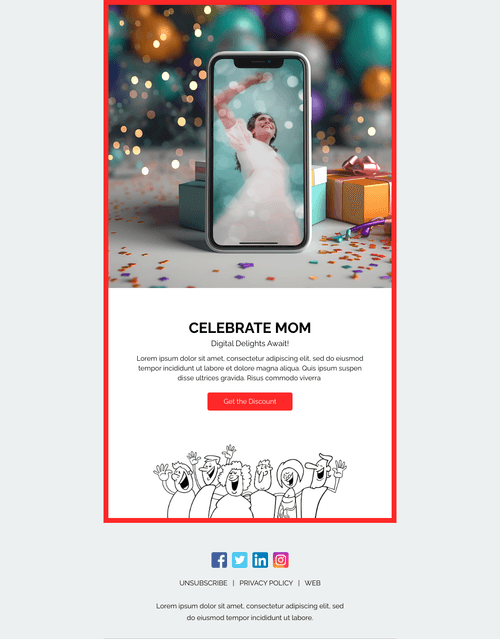 CELEBRATE MOM
Digital Delights Await!
Lorem ipsum dolor sit amet, consectetur adipiscing elit, sed do eiusmod
tempor incididunt ut labore et dolore magna aliqua. Quis ipsum suspen
disse ultrices gravida. Risus commodo viverra
Get the Discount
UNSUBSCRIBE | PRIVACY POLICY | WEB
Lorem ipsum dolor sit amet, consectetur adipiscing elit, sed
do eiusmod tempor incididunt ut labore.